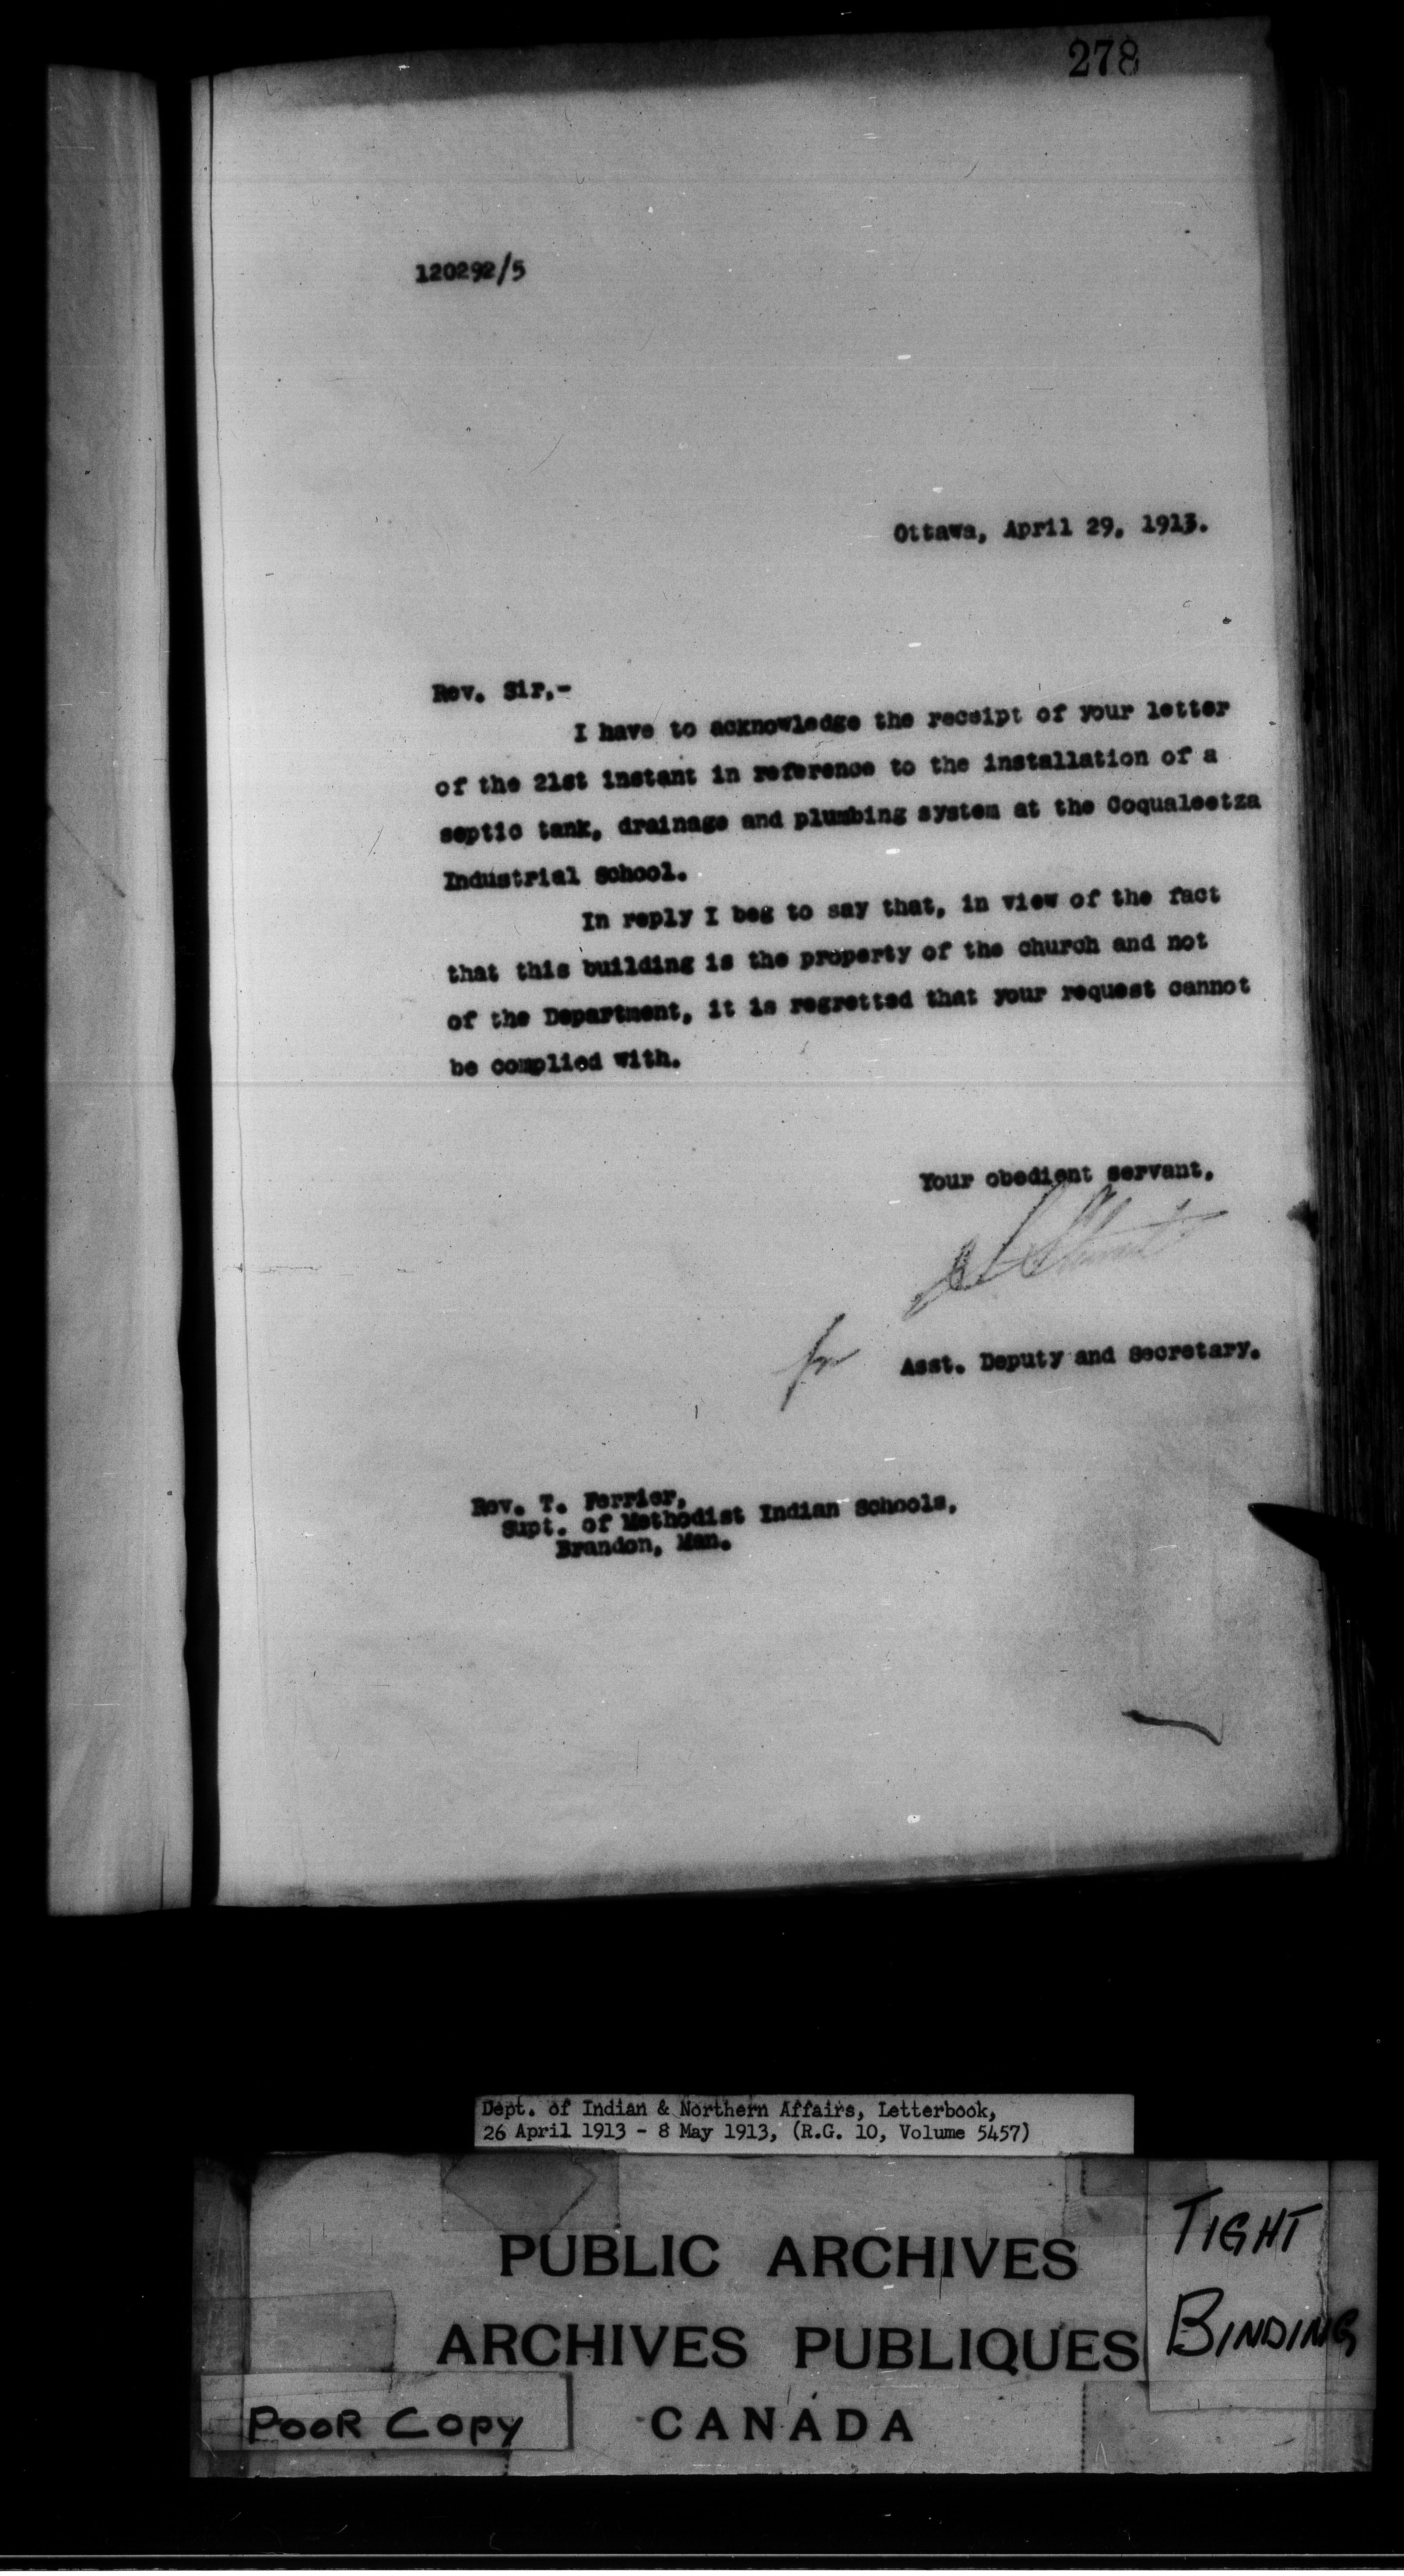 278
120292/5
Ottawa, April 29, 1913.
Rev. Sir,-
I have to acknowledge the receipt of your letter
of the 21st instant in reference to the installation of a
septic tank, drainage and plumbing system at the Coqualeetza
Industrial School.
In reply I beg to say that, in view of the fact
that this building is the property of the church and not
of the Department, it is regretted that your request cannot
be complied with.
Your obedient servant,
for Asst. Deputy and Secretary.
Rev. T. Ferrier,
Supt. of Methodist Indian Schools,
Brandon, Man.
Dept. of Indian & Northern Affairs, Letterbook,
26 April 1913 - 8 May 1913, (R.G. 10, Volume 5457)
PUBLIC ARCHIVES
ARCHIVES PUBLIQUES
CANADA
TIGHT
BINDING
POOR COPY